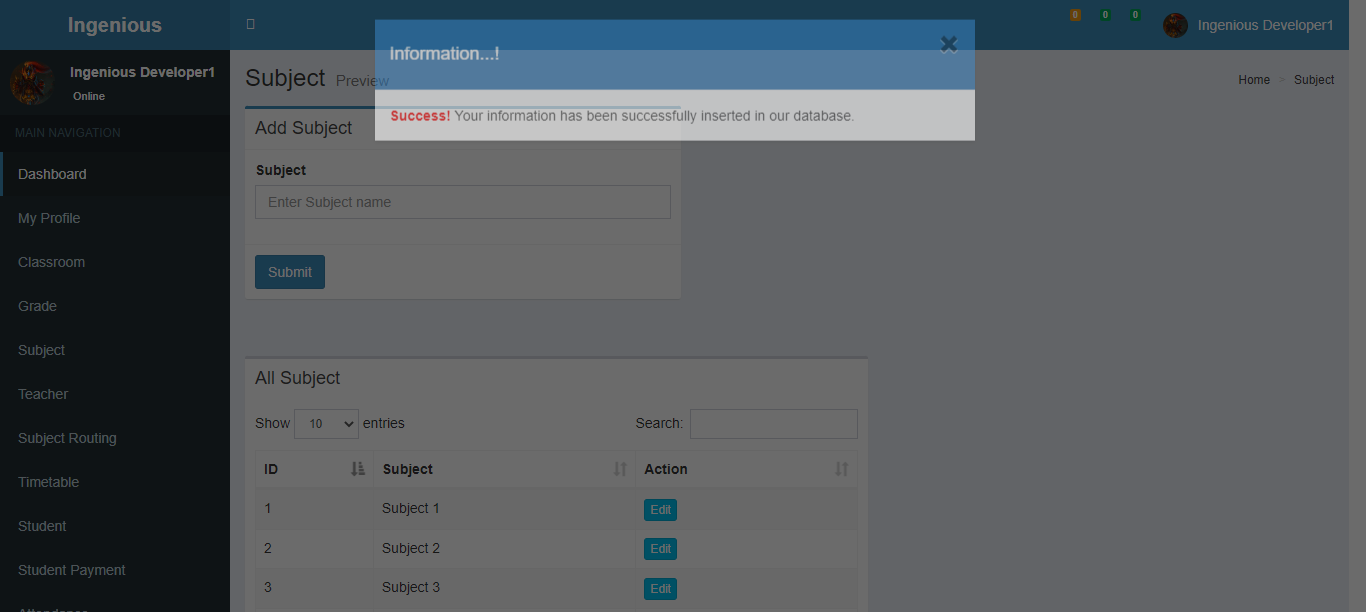 Ingenious
0
0
0
Ingenious Developer1
Ingenious Developer1
Online
MAIN NAVIGATION
Dashboard
My Profile
Classroom
Grade
Subject
Teacher
Subject Routing
Timetable
Student
Student Payment
Attendance
Information...!
Success! Your information has been successfully inserted in our database.
Subject Preview
Home > Subject
Add Subject
Subject
Enter Subject name
Submit
All Subject
Show 10 entries
Search:
ID Subject Action
1 Subject 1 Edit
2 Subject 2 Edit
3 Subject 3 Edit